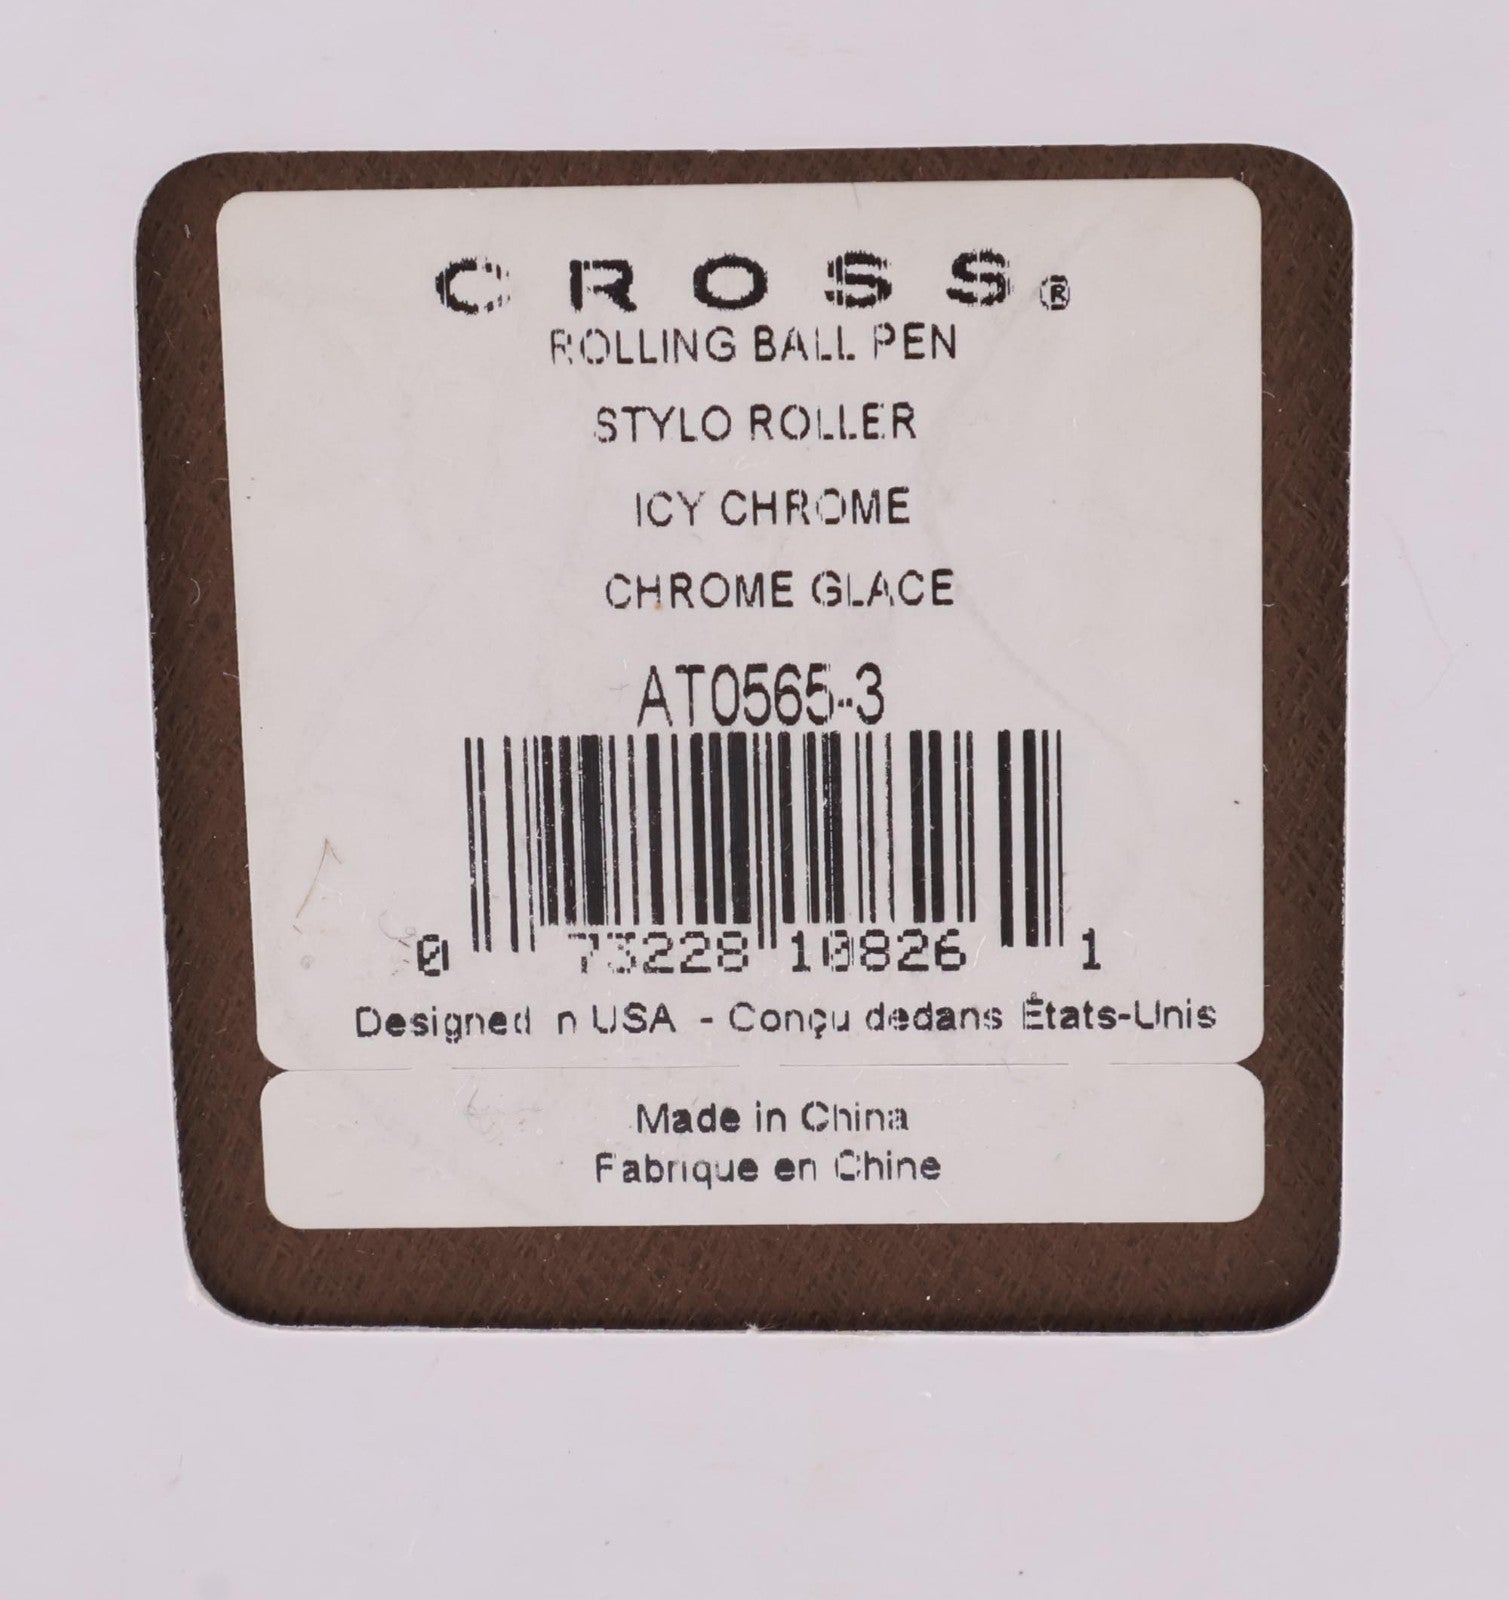 CROSS®
ROLLING BALL PEN
STYLO ROLLER
ICY CHROME
CHROME GLACE
AT0565-3
0 73228 10826 1
Designed in USA - Conçu dedans États-Unis
Made in China
Fabrique en Chine